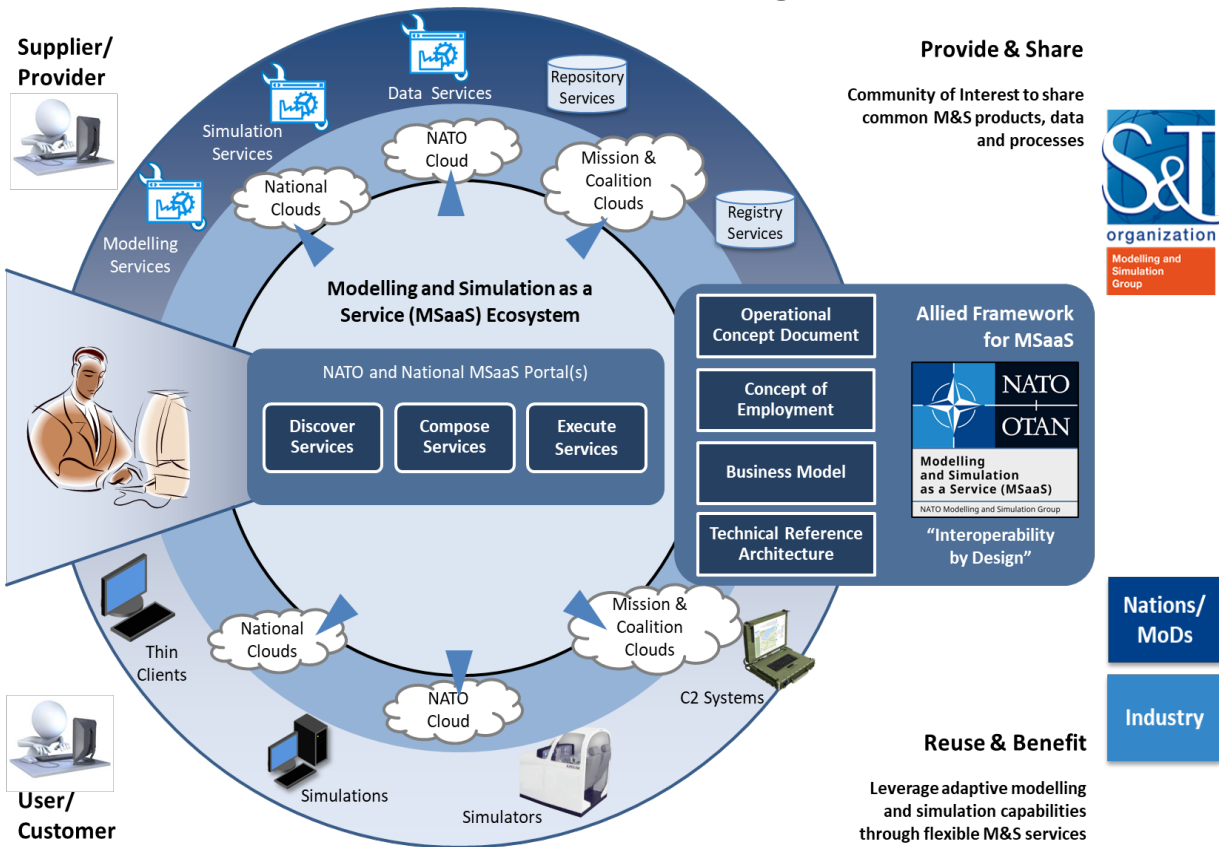 Supplier/
Provider
Provide & Share
Community of Interest to share
common M&S products, data
and processes
Data Services
Repository
Services
Simulation
Services
NATO
Cloud
Mission &
Coalition
Clouds
National
Clouds
Registry
Services
Modelling
Services
S&T
organization
Modelling and
Simulation
Group
Modelling and Simulation as a
Service (MSaaS) Ecosystem
NATO and National MSaaS Portal(s)
Discover
Services
Compose
Services
Execute
Services
Operational
Concept Document
Concept of
Employment
Business Model
Technical Reference
Architecture
Allied Framework
for MSaaS
NATO
OTAN
Modelling
and Simulation
as a Service (MSaaS)
NATO Modelling and Simulation Group
“Interoperability
by Design”
Thin
Clients
National
Clouds
Mission &
Coalition
Clouds
NATO
Cloud
C2 Systems
Simulations
Simulators
Nations/
MoDs
Industry
User/
Customer
Reuse & Benefit
Leverage adaptive modelling
and simulation capabilities
through flexible M&S services